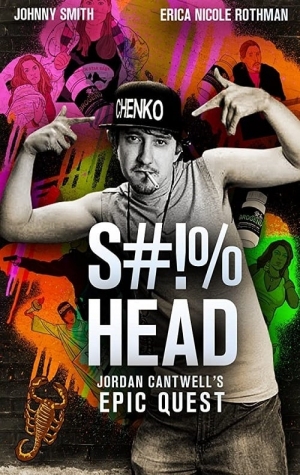 JOHNNY SMITH
ERICA NICOLE ROTHMAN
CHENKO
S#!%
HEAD
JORDAN CANTWELL'S
EPIC QUEST